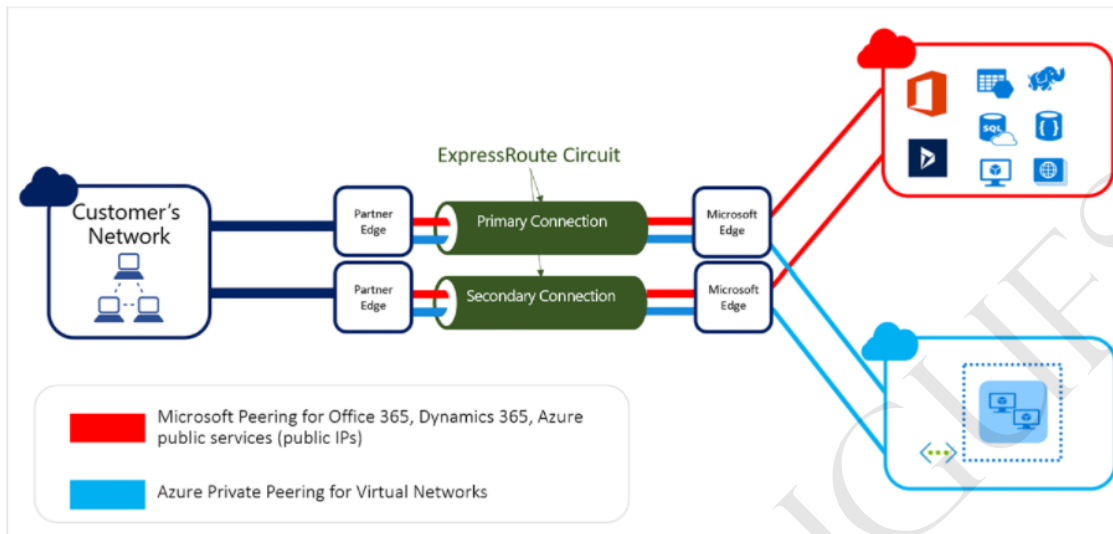 ExpressRoute Circuit
Customer's
Network
Partner
Edge
Primary Connection
Microsoft
Edge
Partner
Edge
Secondary Connection
Microsoft
Edge
SQL
Microsoft Peering for Office 365, Dynamics 365, Azure
public services (public IPs)
Azure Private Peering for Virtual Networks